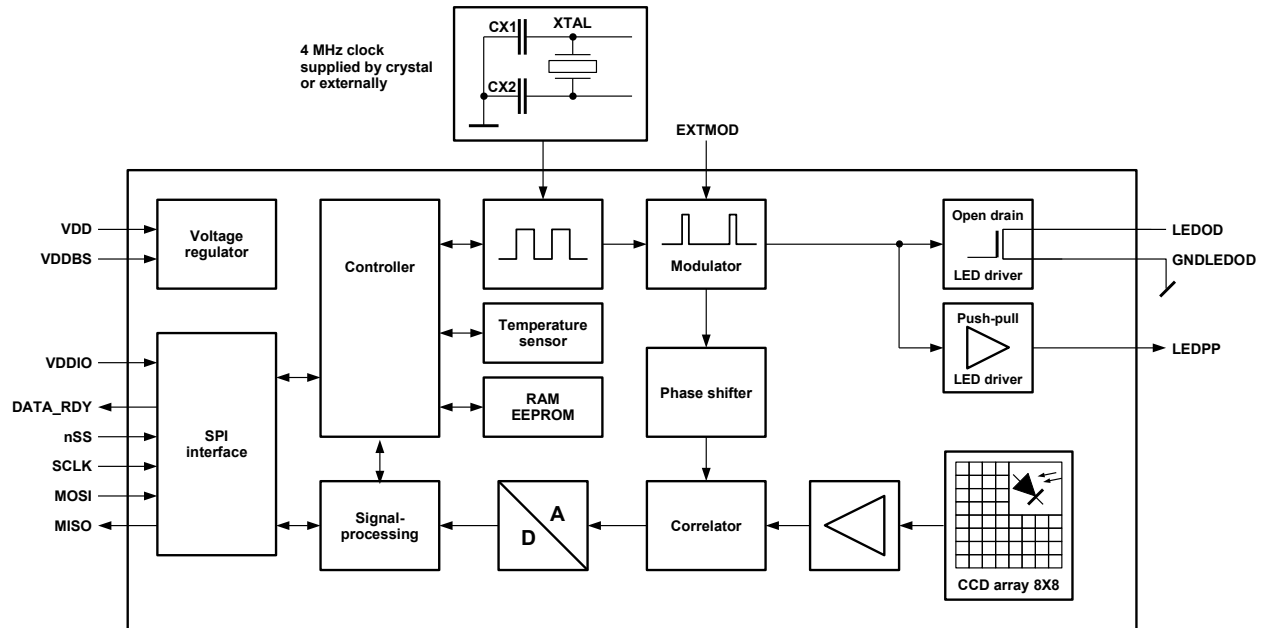 CX1
XTAL
4 MHz clock
supplied by crystal
or externally
CX2
EXTMOD
VDD
VDDBS
Voltage
regulator
Controller
Modulator
Open drain
LED driver
LEDOD
GNDLEDOD
Temperature
sensor
Push-pull
LED driver
LEDPP
VDDIO
DATA_RDY
nSS
SCLK
MOSI
MISO
SPI
interface
RAM
EEPROM
Phase shifter
Signal-
processing
A
D
Correlator
CCD array 8X8